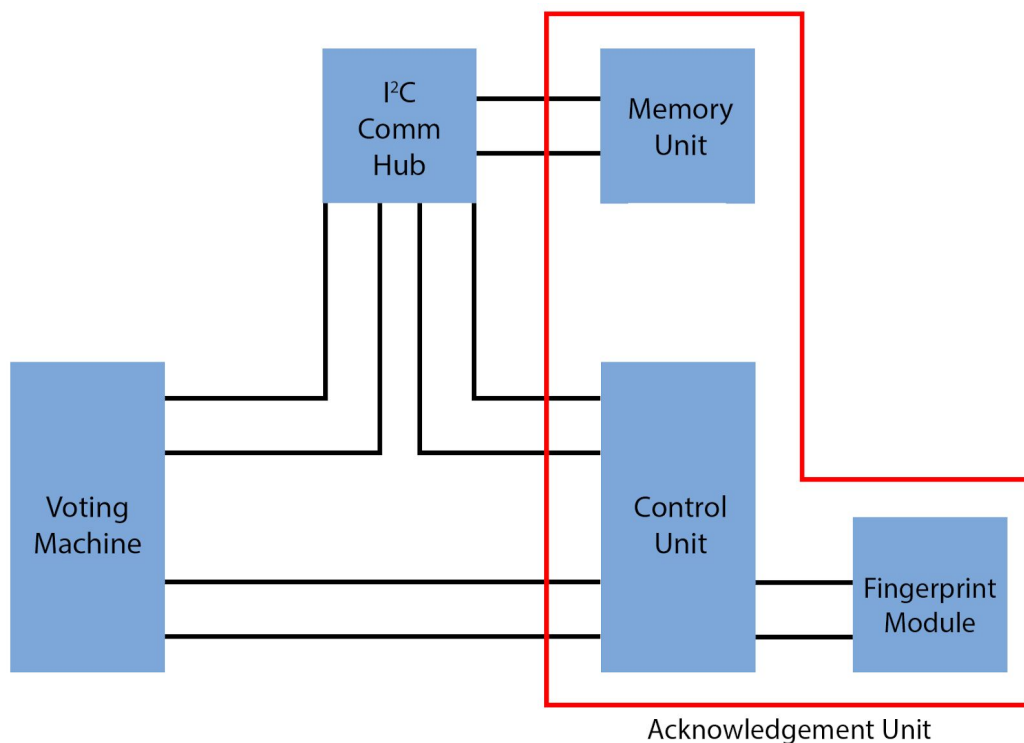 I²C
Comm
Hub
Memory
Unit
Voting
Machine
Control
Unit
Fingerprint
Module
Acknowledgement Unit